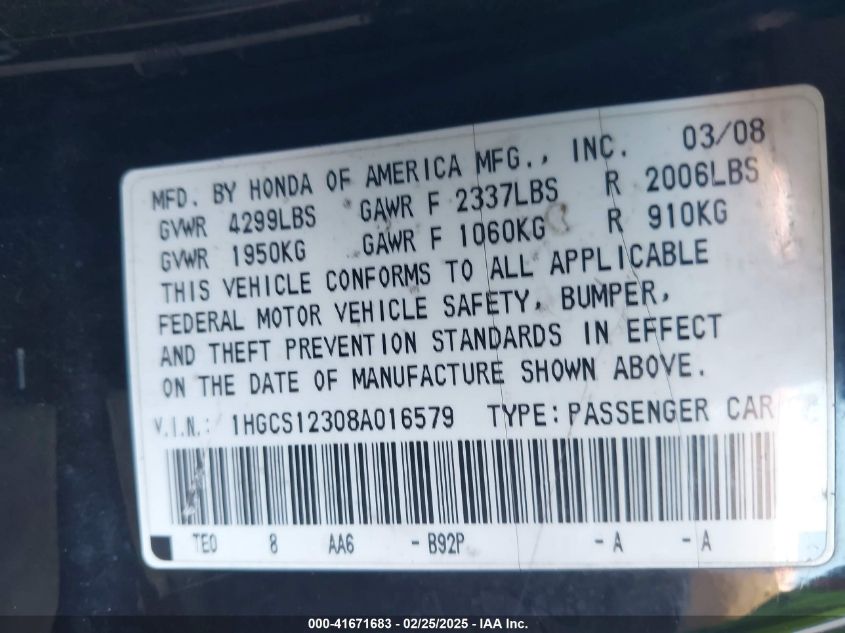 MFD. BY HONDA OF AMERICA MFG., INC. 03/08
GVWR 4299LBS GAWR F 2337LBS R 2006LBS
GVWR 1950KG GAWR F 1060KG R 910KG
THIS VEHICLE CONFORMS TO ALL APPLICABLE
FEDERAL MOTOR VEHICLE SAFETY, BUMPER,
AND THEFT PREVENTION STANDARDS IN EFFECT
ON THE DATE OF MANUFACTURE SHOWN ABOVE.
V.I.N.: 1HGCS12308A016579 TYPE: PASSENGER CAR
TE0 8 AA6 - B92P - A - A
000-41671683 - 02/25/2025 - IAA Inc.